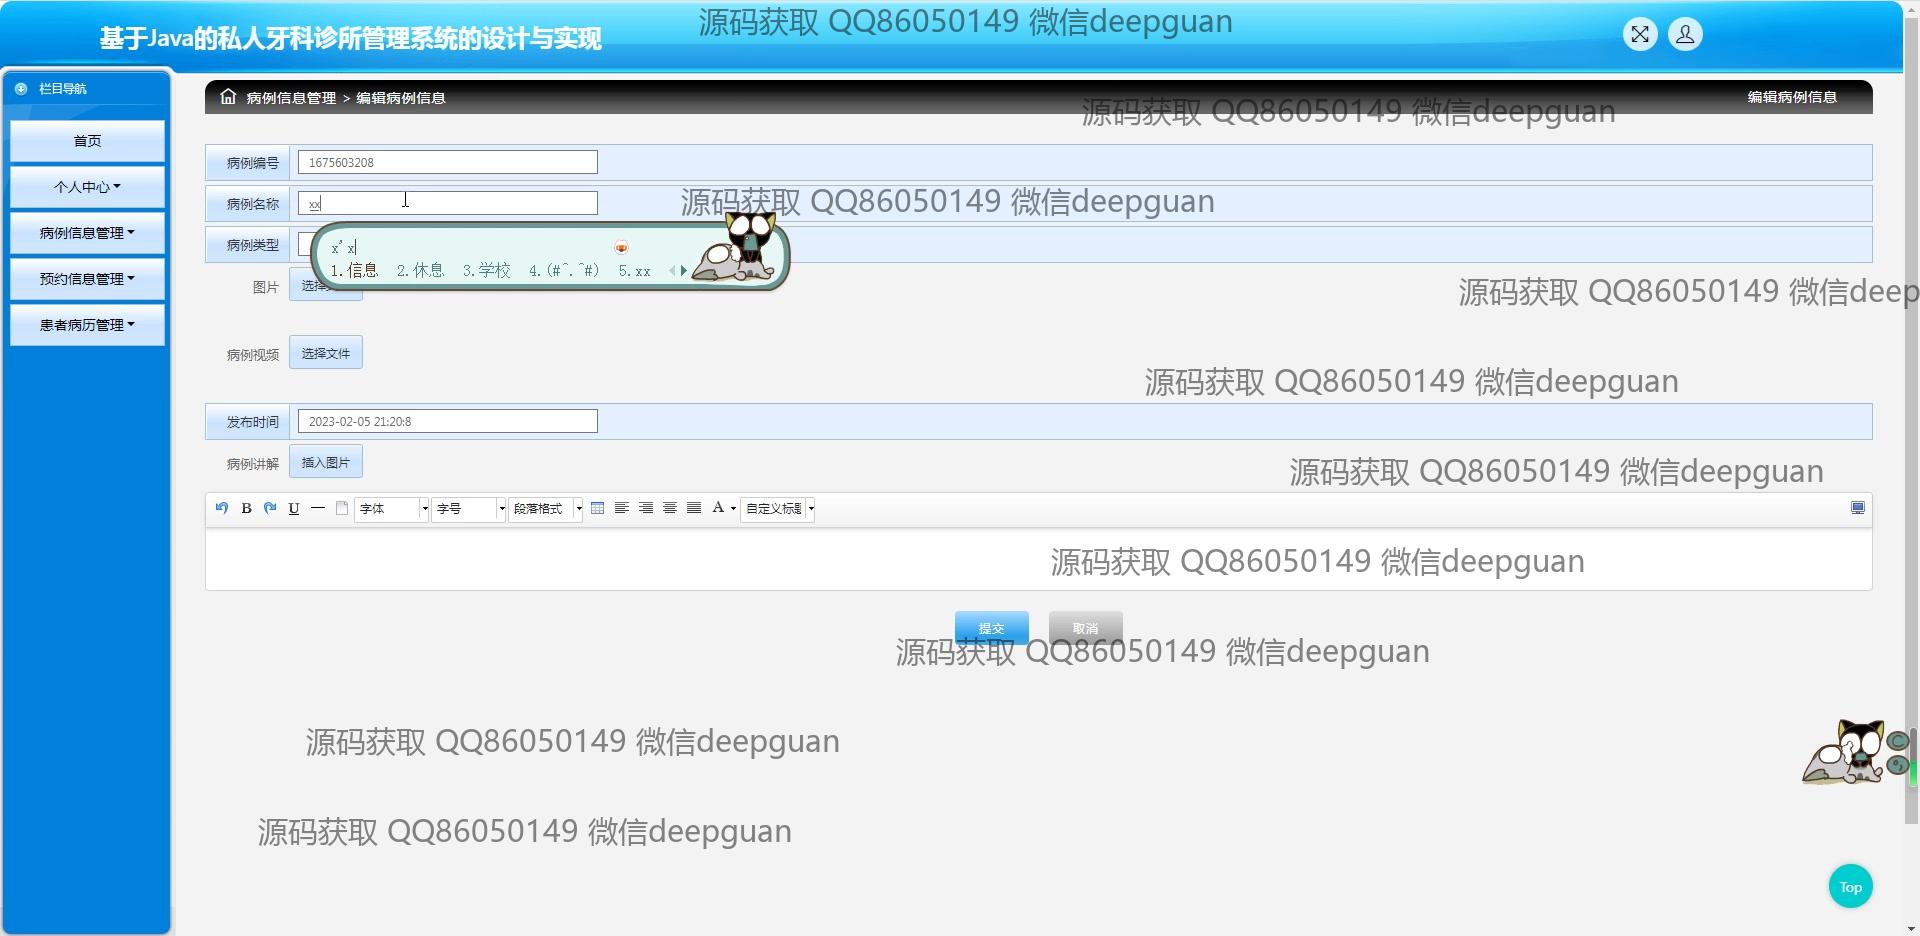 基于Java的私人牙科诊所管理系统的设计与实现
源码获取 QQ86050149 微信deepguan
栏目导航
首页
个人中心
病例信息管理
预约信息管理
患者病历管理
病例信息管理 > 编辑病例信息
编辑病例信息
源码获取 QQ86050149 微信deepguan
病例编号 1675603208
病例名称 xx
源码获取 QQ86050149 微信deepguan
病例类型
x'x
1.信息 2.休息 3.学校 4.(#^.^#) 5.xx
图片
源码获取 QQ86050149 微信deep
病例视频 选择文件
源码获取 QQ86050149 微信deepguan
发布时间 2023-02-05 21:20:8
病例讲解 插入图片
源码获取 QQ86050149 微信deepguan
B U 字体 字号 段落格式 A 自定义标题
源码获取 QQ86050149 微信deepguan
提交 取消
源码获取 QQ86050149 微信deepguan
源码获取 QQ86050149 微信deepguan
源码获取 QQ86050149 微信deepguan
Top